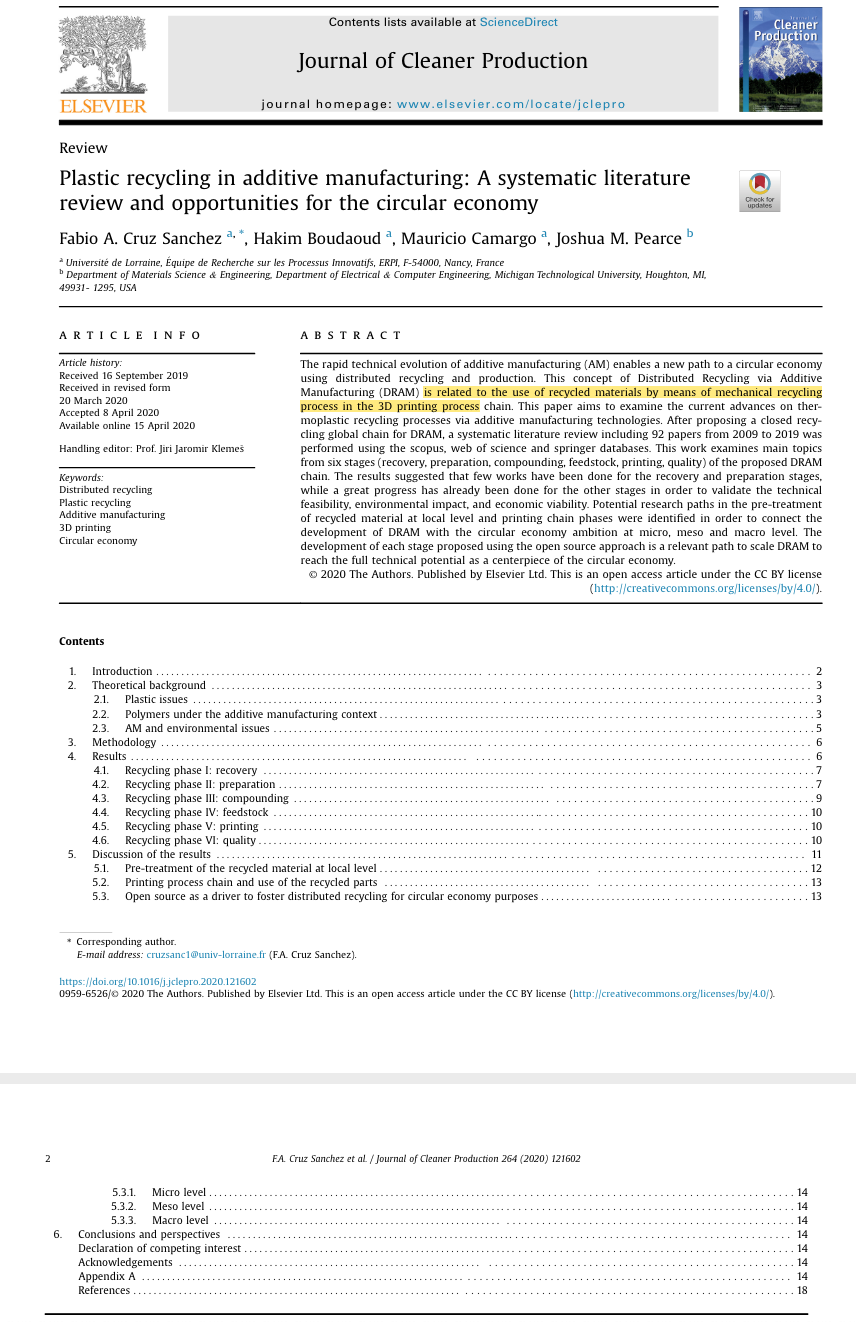 Contents lists available at ScienceDirect
Journal of Cleaner Production
journal homepage: www.elsevier.com/locate/jclepro
ELSEVIER
Cleaner
Production
Review
Plastic recycling in additive manufacturing: A systematic literature
review and opportunities for the circular economy
Check for
updates
Fabio A. Cruz Sanchez a, *, Hakim Boudaoud a, Mauricio Camargo a, Joshua M. Pearce b
a Université de Lorraine, Équipe de Recherche sur les Processus Innovatifs, ERPI, F-54000, Nancy, France
b Department of Materials Science & Engineering, Department of Electrical & Computer Engineering, Michigan Technological University, Houghton, MI,
49931- 1295, USA
ARTICLE INFO
Article history:
Received 16 September 2019
Received in revised form
20 March 2020
Accepted 8 April 2020
Available online 15 April 2020
Handling editor: Prof. Jiri Jaromir Klemeš
Keywords:
Distributed recycling
Plastic recycling
Additive manufacturing
3D printing
Circular economy
ABSTRACT
The rapid technical evolution of additive manufacturing (AM) enables a new path to a circular economy
using distributed recycling and production. This concept of Distributed Recycling via Additive
Manufacturing (DRAM) is related to the use of recycled materials by means of mechanical recycling
process in the 3D printing process chain. This paper aims to examine the current advances on ther-
moplastic recycling processes via additive manufacturing technologies. After proposing a closed recy-
cling global chain for DRAM, a systematic literature review including 92 papers from 2009 to 2019 was
performed using the scopus, web of science and springer databases. This work examines main topics
from six stages (recovery, preparation, compounding, feedstock, printing, quality) of the proposed DRAM
chain. The results suggested that few works have been done for the recovery and preparation stages,
while a great progress has already been done for the other stages in order to validate the technical
feasibility, environmental impact, and economic viability. Potential research paths in the pre-treatment
of recycled material at local level and printing chain phases were identified in order to connect the
development of DRAM with the circular economy ambition at micro, meso and macro level. The
development of each stage proposed using the open source approach is a relevant path to scale DRAM to
reach the full technical potential as a centerpiece of the circular economy.
© 2020 The Authors. Published by Elsevier Ltd. This is an open access article under the CC BY license
(http://creativecommons.org/licenses/by/4.0/).
Contents
1. Introduction 2
2. Theoretical background 3
2.1. Plastic issues 3
2.2. Polymers under the additive manufacturing context 3
2.3. AM and environmental issues 5
3. Methodology 6
4. Results 6
4.1. Recycling phase I: recovery 7
4.2. Recycling phase II: preparation 7
4.3. Recycling phase III: compounding 9
4.4. Recycling phase IV: feedstock 10
4.5. Recycling phase V: printing 10
4.6. Recycling phase VI: quality 10
5. Discussion of the results 11
5.1. Pre-treatment of the recycled material at local level 12
5.2. Printing process chain and use of the recycled parts 13
5.3. Open source as a driver to foster distributed recycling for circular economy purposes 13
* Corresponding author.
E-mail address: cruzsanc1@univ-lorraine.fr (F.A. Cruz Sanchez).
https://doi.org/10.1016/j.jclepro.2020.121602
0959-6526/© 2020 The Authors. Published by Elsevier Ltd. This is an open access article under the CC BY license (http://creativecommons.org/licenses/by/4.0/).
2 F.A. Cruz Sanchez et al. / Journal of Cleaner Production 264 (2020) 121602
5.3.1. Micro level 14
5.3.2. Meso level 14
5.3.3. Macro level 14
6. Conclusions and perspectives 14
Declaration of competing interest 14
Acknowledgements 14
Appendix A 14
References 18